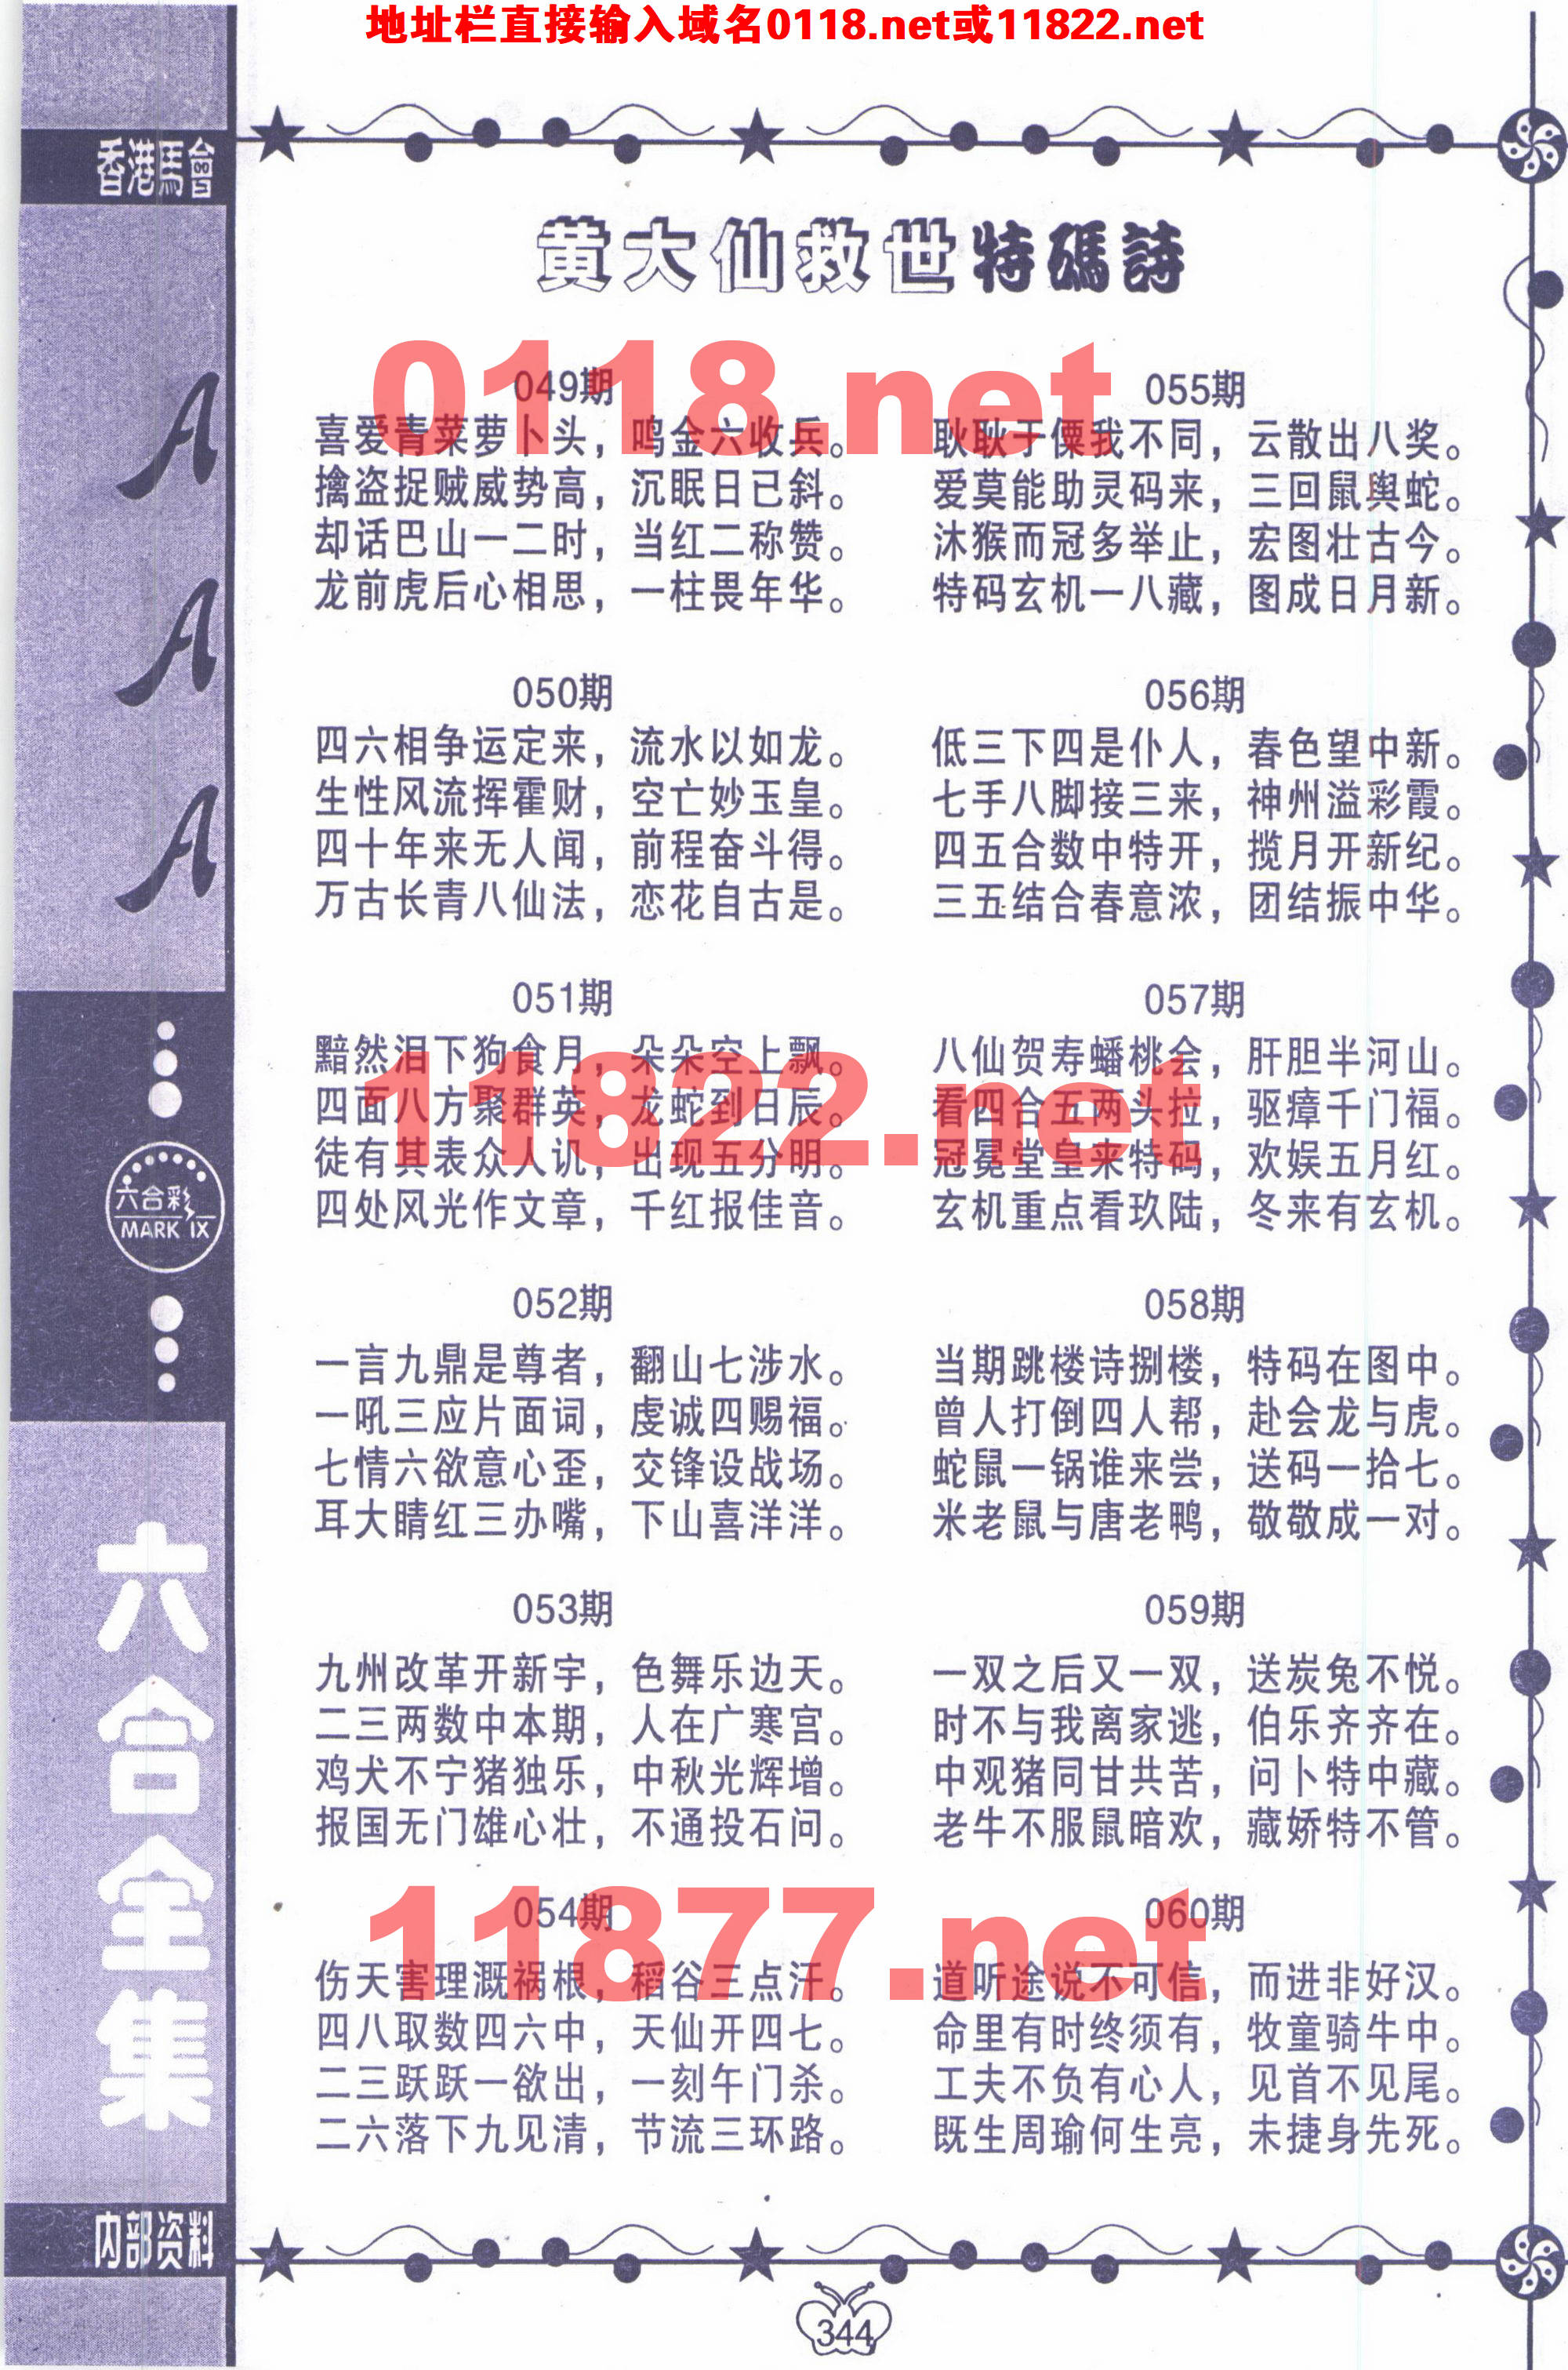 地址栏直接输入域名0118.net或11822.net
香港馬會
黄大仙救世特碼詩
0118.net
049期
喜爱青菜萝卜头，鸣金六收兵。
擒盗捉贼威势高，沉眠日已斜。
却话巴山一二时，当红二称赞。
龙前虎后心相思，一柱畏年华。
050期
四六相争运定来，流水以如龙。
生性风流挥霍财，空亡妙玉皇。
四十年来无人闻，前程奋斗得。
万古长青八仙法，恋花自古是。
051期
黯然泪下狗食月，朵朵空上飘。
四面八方聚群英，龙蛇到日辰。
徒有其表众人讥，出现五分明。
四处风光作文章，千红报佳音。
11822.net
052期
一言九鼎是尊者，翻山七涉水。
一吼三应片面词，虔诚四赐福。
七情六欲意心歪，交锋设战场。
耳大睛红三办嘴，下山喜洋洋。
053期
九州改革开新宇，色舞乐边天。
二三两数中本期，人在广寒宫。
鸡犬不宁猪独乐，中秋光辉增。
报国无门雄心壮，不通投石问。
054期
伤天害理溉祸根，稻谷三点汗。
四八取数四六中，天仙开四七。
二三跃跃一欲出，一刻午门杀。
二六落下九见清，节流三环路。
11877.net
055期
耿耿于傈我不同，云散出八奖。
爱莫能助灵码来，三回鼠舆蛇。
沐猴而冠多举止，宏图壮古今。
特码玄机一八藏，图成日月新。
056期
低三下四是仆人，春色望中新。
七手八脚接三来，神州溢彩霞。
四五合数中特开，揽月开新纪。
三五结合春意浓，团结振中华。
057期
八仙贺寿蟠桃会，肝胆半河山。
看四合五两头拉，驱瘴千门福。
冠冕堂皇来特码，欢娱五月红。
玄机重点看玖陆，冬来有玄机。
058期
当期跳楼诗捌楼，特码在图中。
曾人打倒四人帮，赴会龙与虎。
蛇鼠一锅谁来尝，送码一拾七。
米老鼠与唐老鸭，敬敬成一对。
059期
一双之后又一双，送炭兔不悦。
时不与我离家逃，伯乐齐齐在。
中观猪同甘共苦，问卜特中藏。
老牛不服鼠暗欢，藏娇特不管。
060期
道听途说不可信，而进非好汉。
命里有时终须有，牧童骑牛中。
工夫不负有心人，见首不见尾。
既生周瑜何生亮，未捷身先死。
A
A
A
六合彩
MARK IX
六合全集
内部资料
344